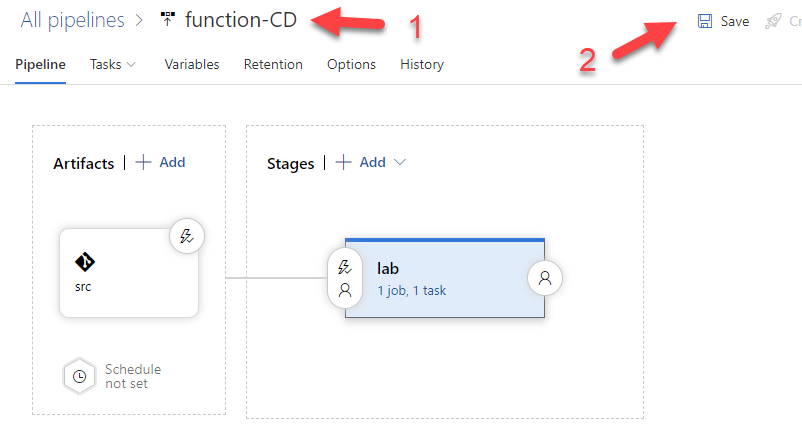 All pipelines > function-CD
1
2
Save
Cr
Pipeline Tasks Variables Retention Options History
Artifacts | + Add
Stages | + Add
src
lab
1 job, 1 task
Schedule
not set